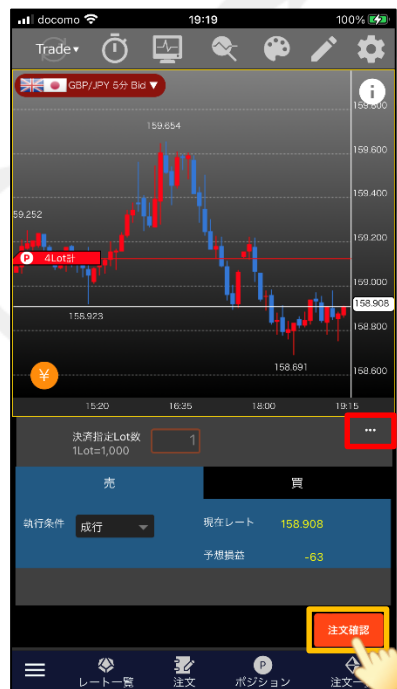 docomo 19:19 100%
Trade▼
GBP/JPY 5分 Bid ▼
i
159.800
159.654
159.600
159.400
59.252
159.200
P 4Lot計
159.000
158.908
158.923
158.800
158.691
158.600
¥
15:20 16:35 18:00 19:15
決済指定Lot数 1
1Lot=1,000
...
売 買
執行条件 成行 現在レート 158.908
予想損益 -63
注文確認
レート一覧 注文 P ポジション 注文一